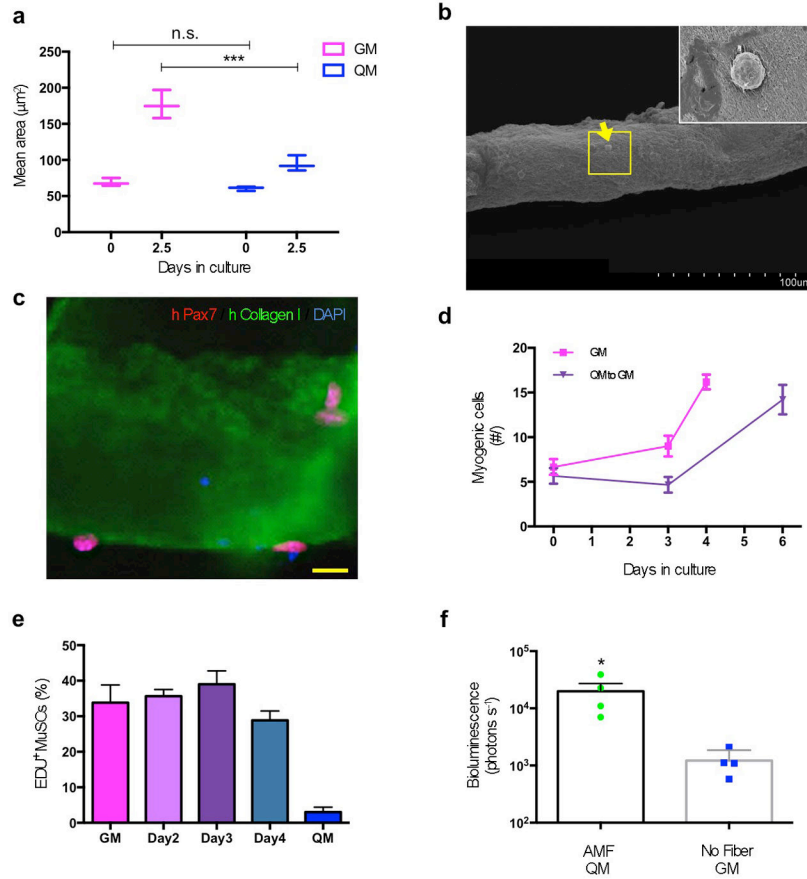 a
n.s.
***
GM
QM
Mean area (µm²)
250
200
150
100
50
0
0 2.5 0 2.5
Days in culture
b
100um
c
h Pax7 / h Collagen I / DAPI
d
GM
QM to GM
Myogenic cells
(#/)
20
15
10
5
0
0 1 2 3 4 5 6
Days in culture
e
EDU⁺ MuSCs (%)
50
40
30
20
10
0
GM Day2 Day3 Day4 QM
f
*
Bioluminescence
(photons s⁻¹)
10⁵
10⁴
10³
10²
AMF No Fiber
QM GM